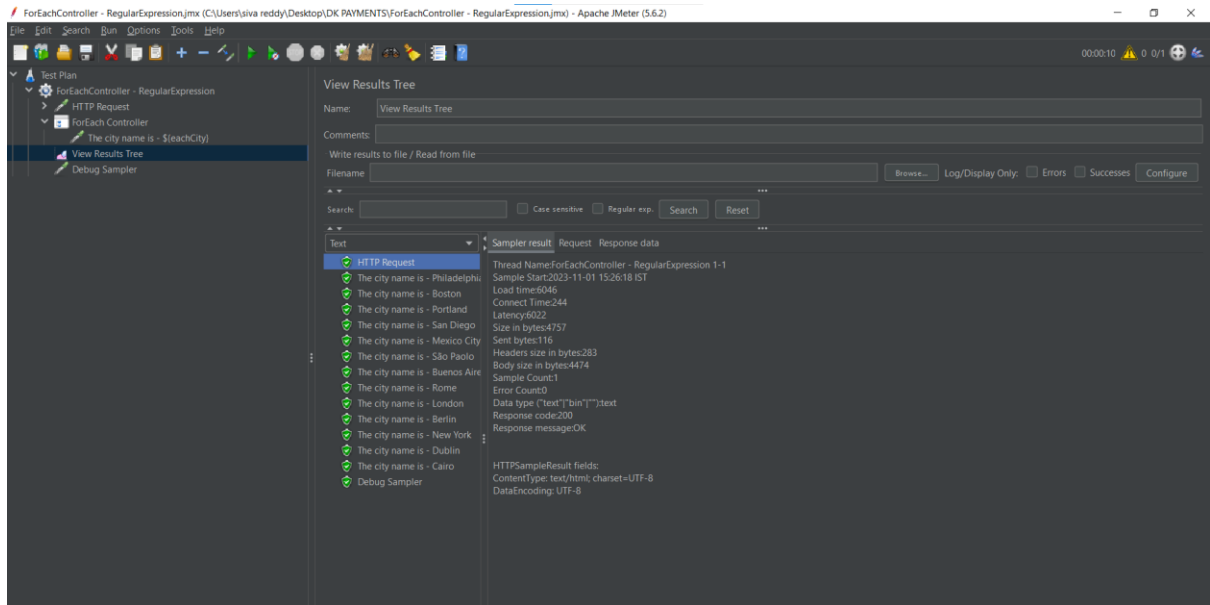 ForEachController - RegularExpression.jmx (C:\Users\siva reddy\Desktop\DK PAYMENTS\ForEachController - RegularExpression.jmx) - Apache JMeter (5.6.2)
File Edit Search Run Options Tools Help
00:00:10 0 0/1
Test Plan
ForEachController - RegularExpression
HTTP Request
ForEach Controller
The city name is - ${eachCity}
View Results Tree
Debug Sampler
View Results Tree
Name: View Results Tree
Comments:
Write results to file / Read from file
Filename Browse... Log/Display Only: Errors Successes Configure
Search: Case sensitive Regular exp. Search Reset
Text
HTTP Request
The city name is - Philadelphia
The city name is - Boston
The city name is - Portland
The city name is - San Diego
The city name is - Mexico City
The city name is - São Paolo
The city name is - Buenos Aire
The city name is - Rome
The city name is - London
The city name is - Berlin
The city name is - New York
The city name is - Dublin
The city name is - Cairo
Debug Sampler
Sampler result Request Response data
Thread Name:ForEachController - RegularExpression 1-1
Sample Start:2023-11-01 15:26:18 IST
Load time:6046
Connect Time:244
Latency:6022
Size in bytes:4757
Sent bytes:116
Headers size in bytes:283
Body size in bytes:4474
Sample Count:1
Error Count:0
Data type ("text"|"bin"|""):text
Response code:200
Response message:OK
HTTPSampleResult fields:
ContentType: text/html; charset=UTF-8
DataEncoding: UTF-8